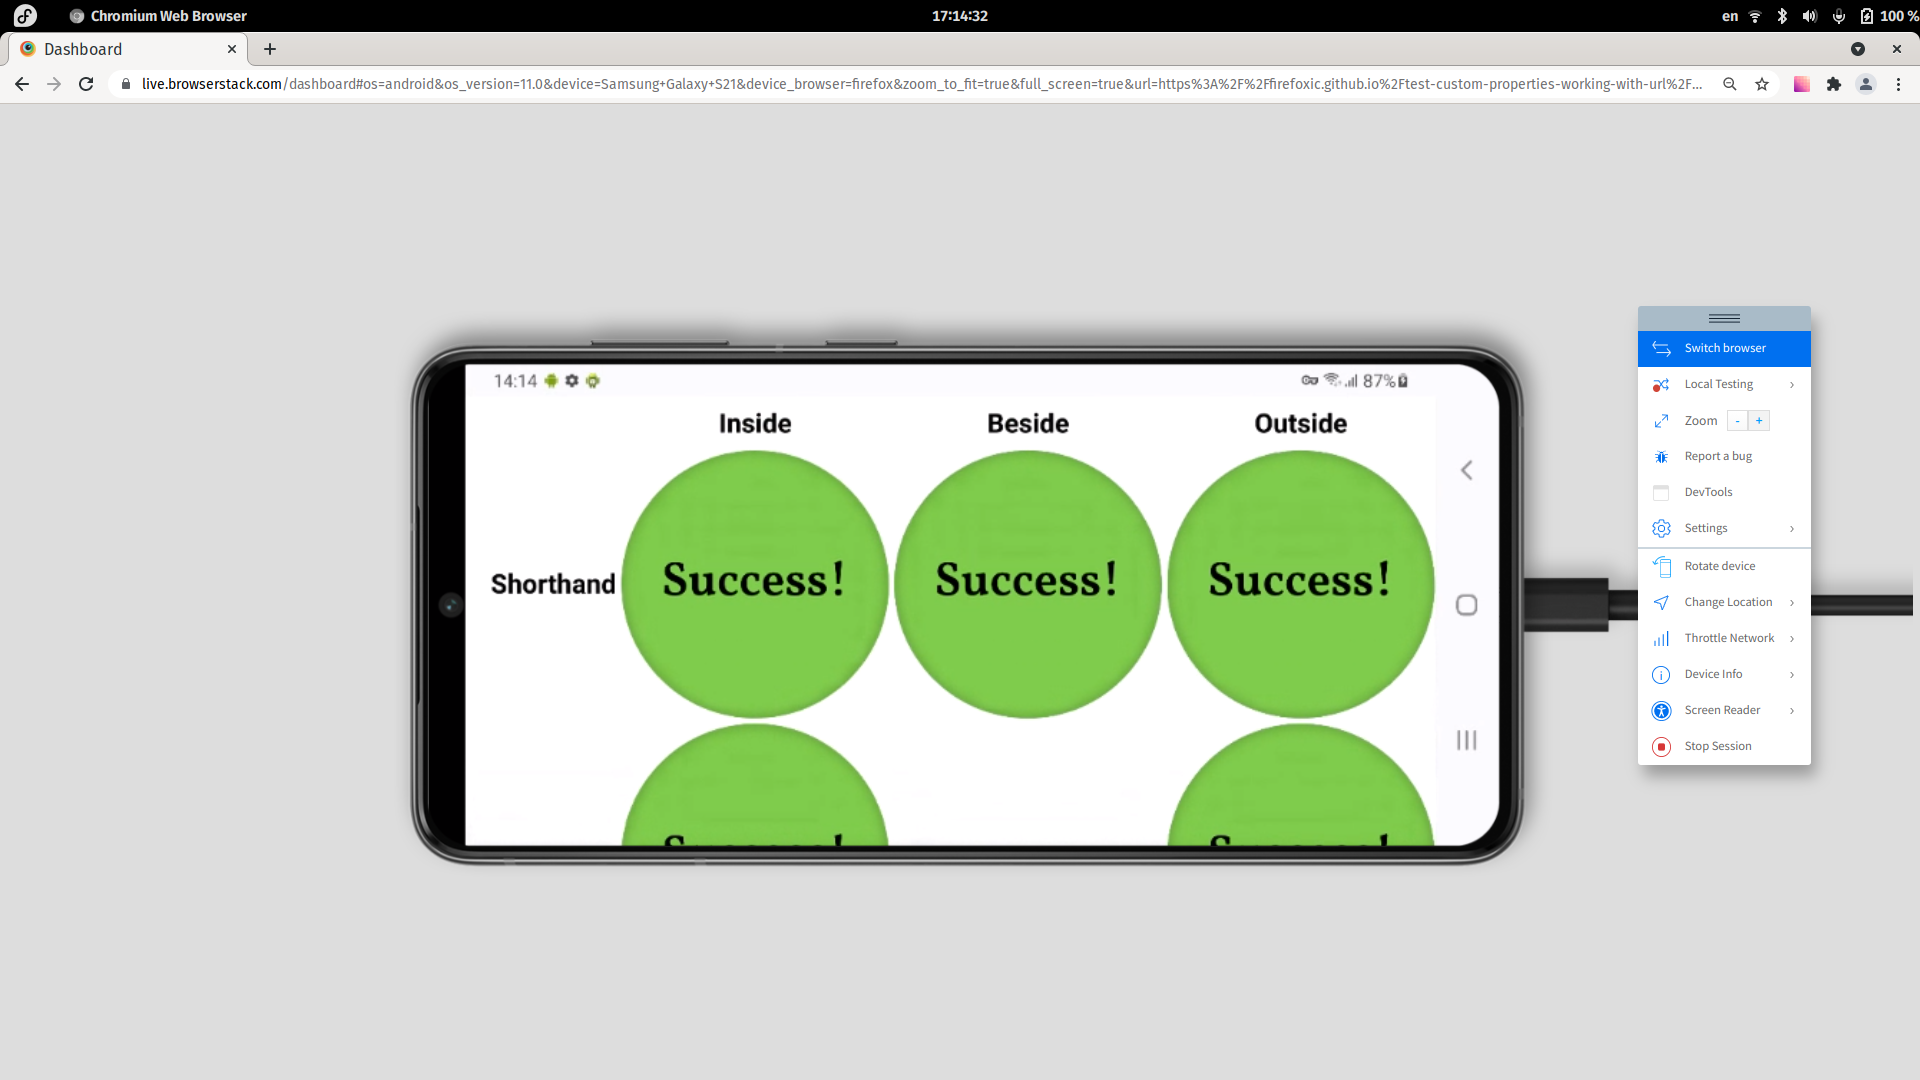 Chromium Web Browser
17:14:32
en
100 %
Dashboard
live.browserstack.com/dashboard#os=android&os_version=11.0&device=Samsung+Galaxy+S21&device_browser=firefox&zoom_to_fit=true&full_screen=true&url=https%3A%2F%2Ffirefoxic.github.io%2Ftest-custom-properties-working-with-url%2F...
14:14
87%
Inside
Beside
Outside
Shorthand
Success!
Success!
Success!
Success!
Success!
Switch browser
Local Testing
Zoom - +
Report a bug
DevTools
Settings
Rotate device
Change Location
Throttle Network
Device Info
Screen Reader
Stop Session